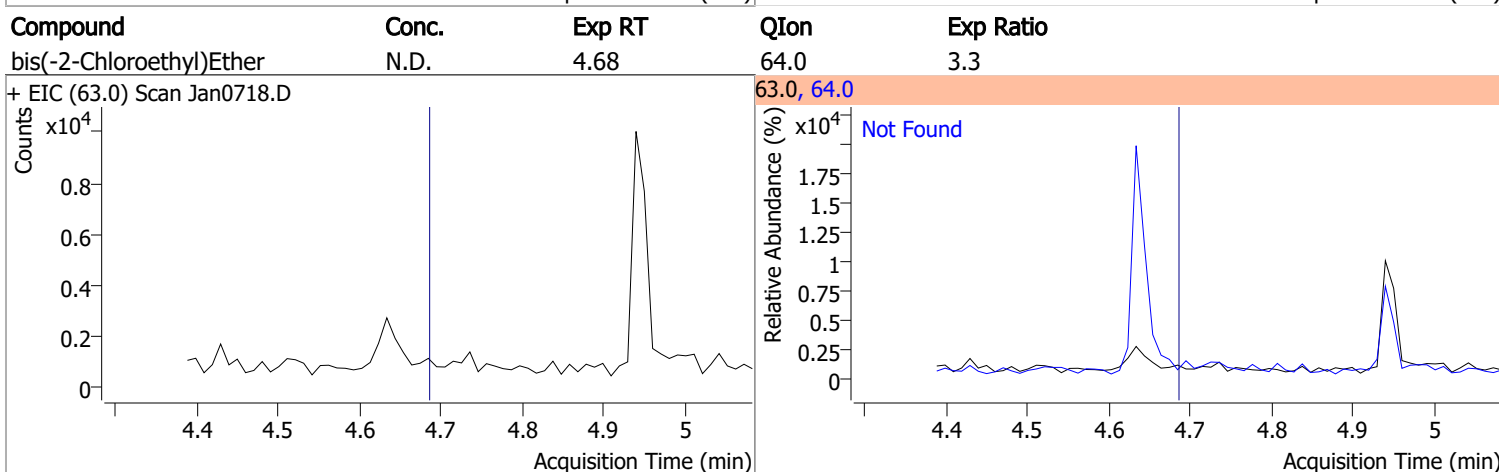 Compound Conc. Exp RT QIon Exp Ratio
bis(-2-Chloroethyl)Ether N.D. 4.68 64.0 3.3
+ EIC (63.0) Scan Jan0718.D
Counts
x10⁴
0.8
0.6
0.4
0.2
0
4.4 4.5 4.6 4.7 4.8 4.9 5
Acquisition Time (min)
63.0, 64.0
Relative Abundance (%)
x10⁴
Not Found
1.75
1.5
1.25
1
0.75
0.5
0.25
0
4.4 4.5 4.6 4.7 4.8 4.9 5
Acquisition Time (min)